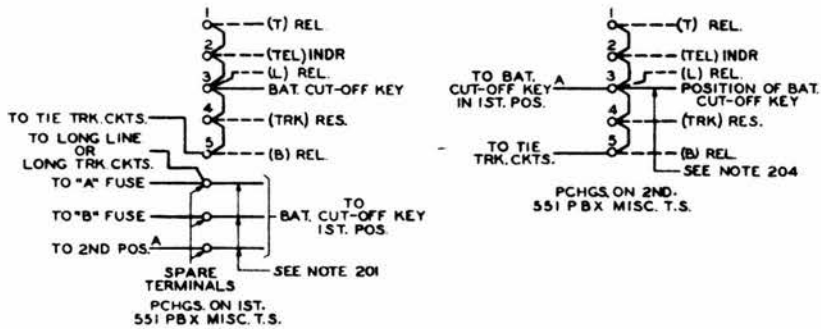 1
(T) REL.
2
(TEL) INDR
3
(L) REL.
BAT. CUT-OFF KEY
4
(TRK) RES.
TO TIE TRK. CKTS.
5
(B) REL.
TO LONG LINE
OR
LONG TRK. CKTS.
TO "A" FUSE
TO "B" FUSE
TO 2ND POS. A
TO
BAT. CUT-OFF KEY
1ST. POS.
SPARE
TERMINALS
SEE NOTE 201
PCHGS. ON 1ST.
551 PBX MISC. T.S.
1
(T) REL.
2
(TEL) INDR
3
(L) REL.
TO BAT. A
CUT-OFF KEY
IN 1ST. POS.
POSITION OF BAT.
CUT-OFF KEY
4
(TRK) RES.
5
(B) REL.
TO TIE
TRK. CKTS.
SEE NOTE 204
PCHGS. ON 2ND.
551 PBX MISC. T.S.